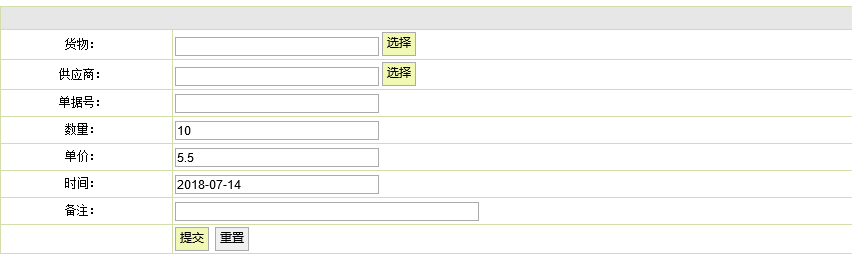 货物： 选择
供应商： 选择
单据号：
数量： 10
单价： 5.5
时间： 2018-07-14
备注：
提交 重置